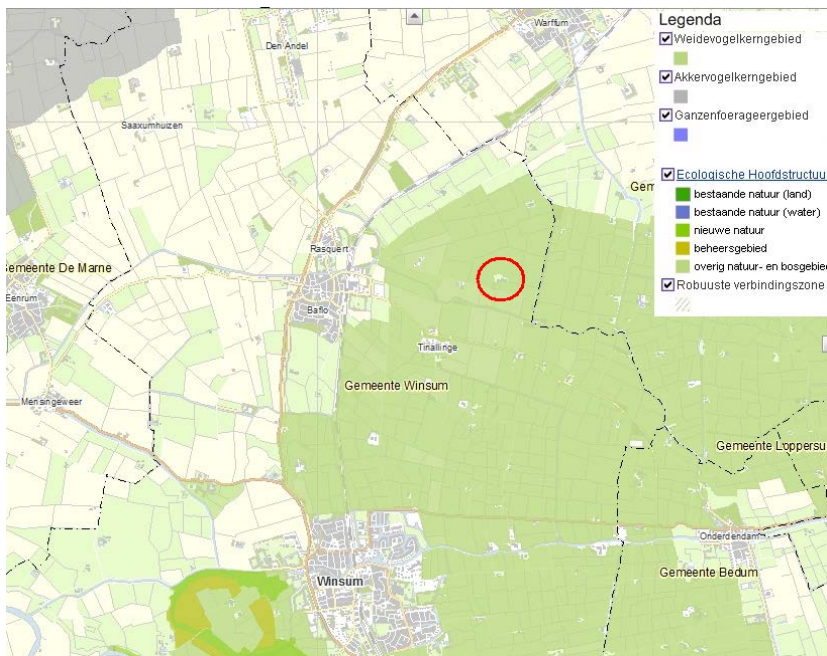 Warffum
Den Andel
Saaxumhuizen
Legenda
Weidevogelkerngebied
Akkervogelkerngebied
Ganzenfoerageergebied
Ecologische Hoofdstructuu
bestaande natuur (land)
bestaande natuur (water)
nieuwe natuur
beheersgebied
overig natuur- en bosgebie
Robuuste verbindingszone
Gem
Rasquert
Gemeente De Marne
Eenrum
Baflo
Tinallinge
Gemeente Winsum
Mensingeweer
Gemeente Loppersu
Onderdendam
Gemeente Bedum
Winsum